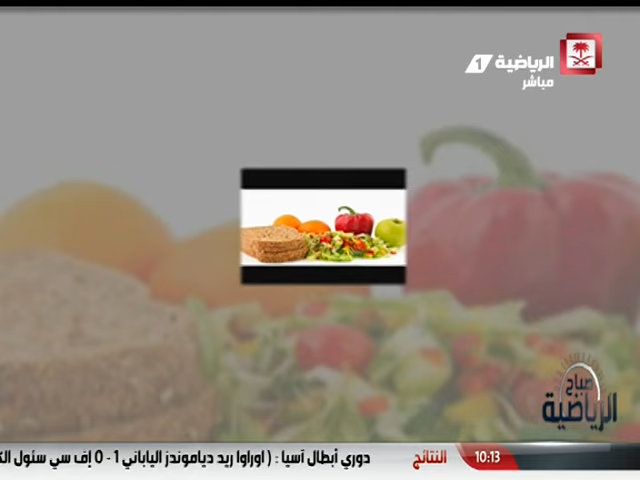 الرياضية 1
مباشر
صباح
الرياضية
10:13 النتائج دوري أبطال آسيا : ( اوراوا ريد دياموندز الياباني 1 - 0 إف سي سئول